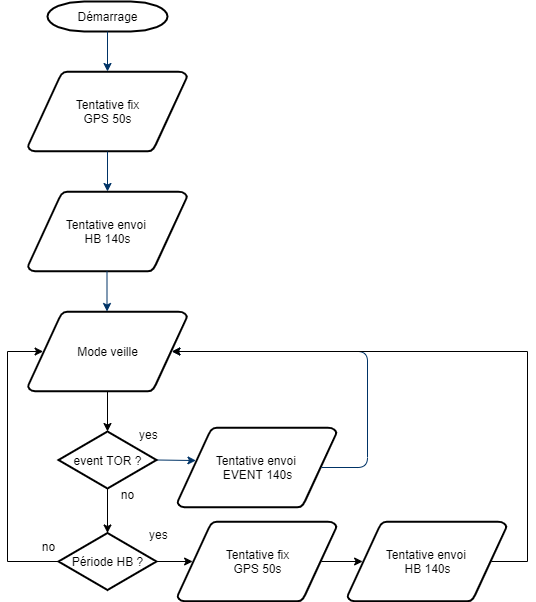 Démarrage
Tentative fix
GPS 50s
Tentative envoi
HB 140s
Mode veille
yes
event TOR ?
Tentative envoi
EVENT 140s
no
yes
no
Période HB ?
Tentative fix
GPS 50s
Tentative envoi
HB 140s